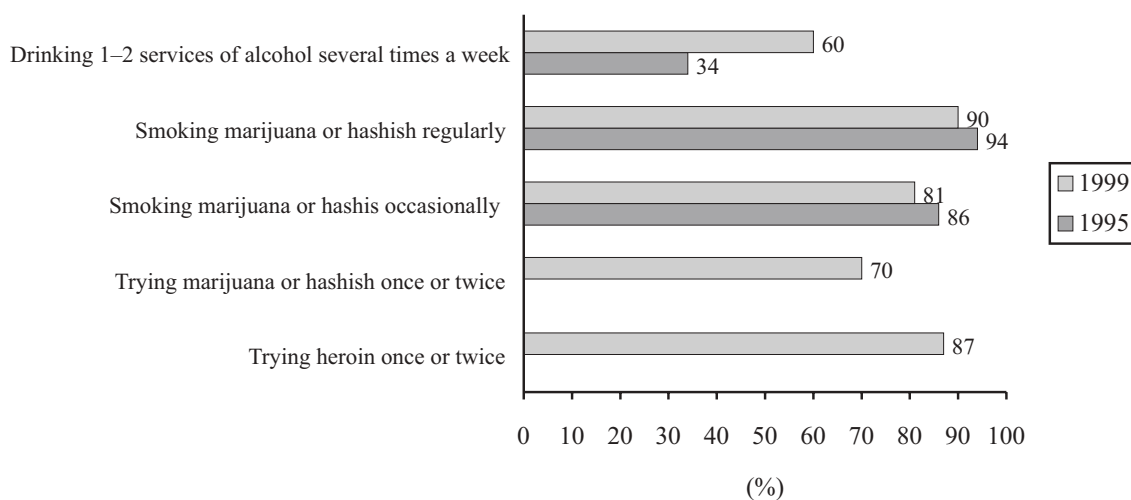 Drinking 1–2 services of alcohol several times a week
60
34
Smoking marijuana or hashish regularly
90
94
Smoking marijuana or hashis occasionally
81
86
Trying marijuana or hashish once or twice
70
Trying heroin once or twice
87
1999
1995
0 10 20 30 40 50 60 70 80 90 100
(%)